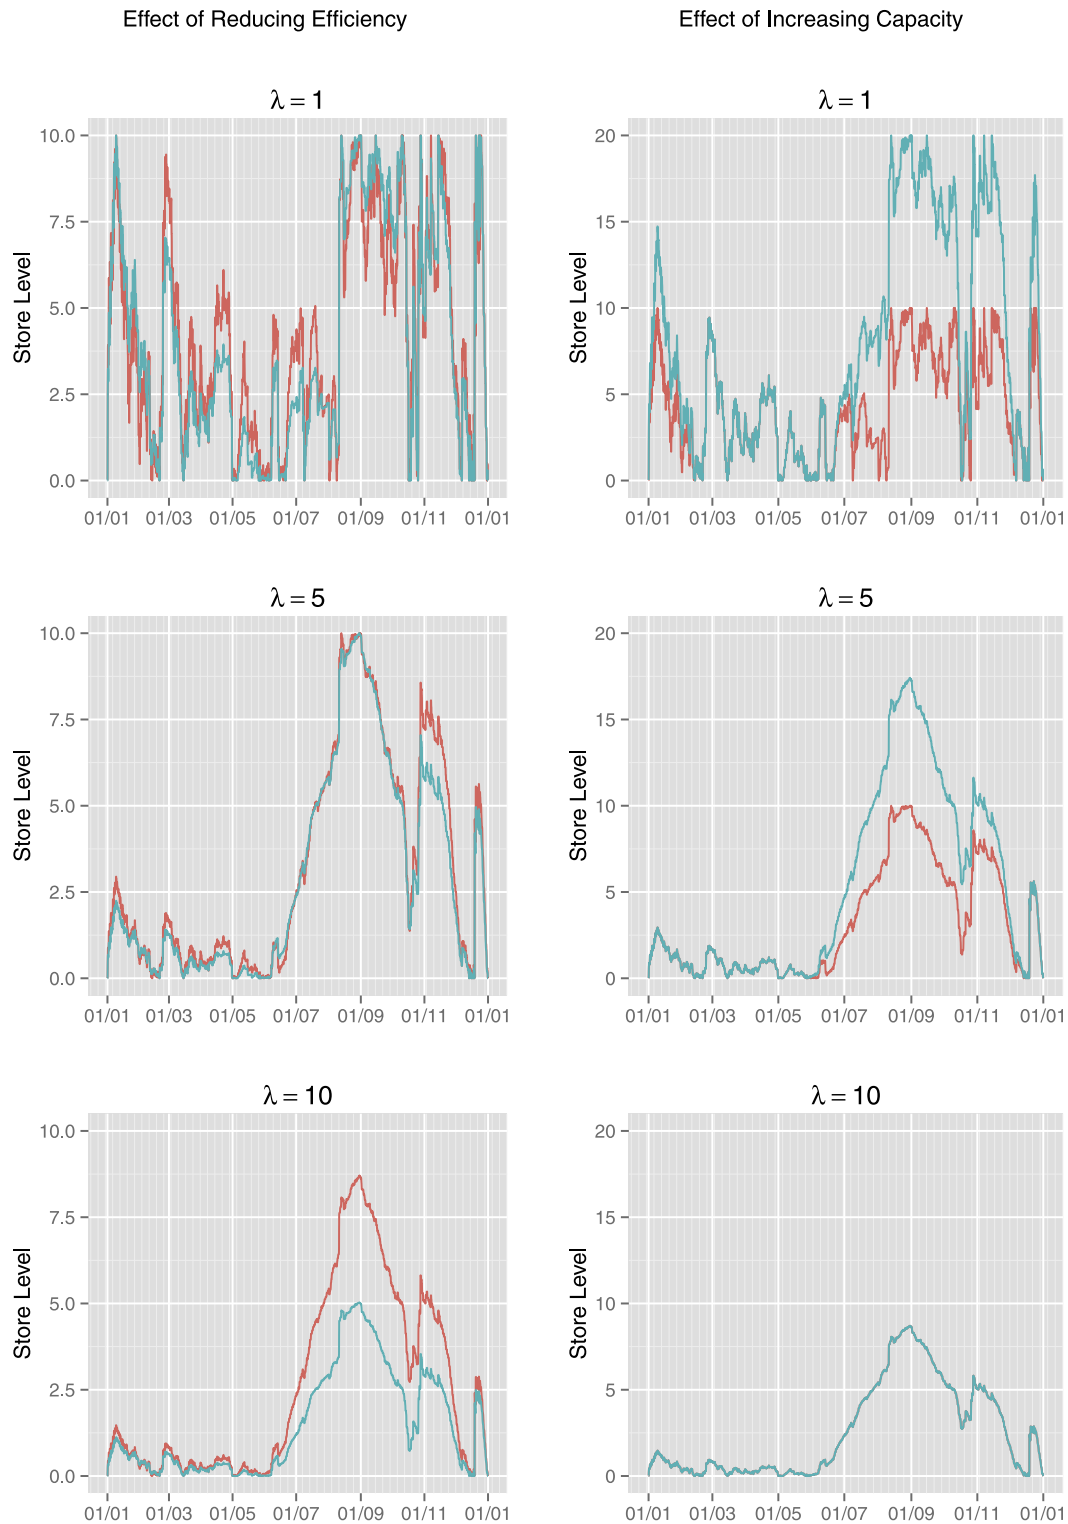 Effect of Reducing Efficiency
Effect of Increasing Capacity
λ = 1
10.0
7.5
5.0
2.5
0.0
Store Level
01/01 01/03 01/05 01/07 01/09 01/11 01/01
λ = 1
20
15
10
5
0
Store Level
01/01 01/03 01/05 01/07 01/09 01/11 01/01
λ = 5
10.0
7.5
5.0
2.5
0.0
Store Level
01/01 01/03 01/05 01/07 01/09 01/11 01/01
λ = 5
20
15
10
5
0
Store Level
01/01 01/03 01/05 01/07 01/09 01/11 01/01
λ = 10
10.0
7.5
5.0
2.5
0.0
Store Level
01/01 01/03 01/05 01/07 01/09 01/11 01/01
λ = 10
20
15
10
5
0
Store Level
01/01 01/03 01/05 01/07 01/09 01/11 01/01